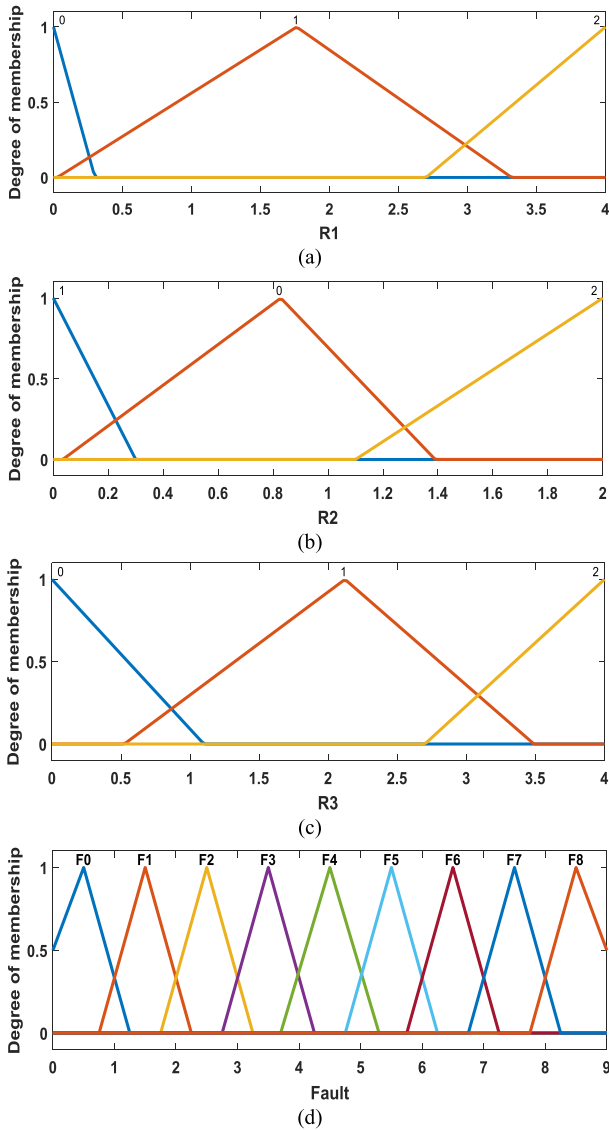 0 1 2
Degree of membership
1
0.5
0
0 0.5 1 1.5 2 2.5 3 3.5 4
R1
(a)
1 0 2
Degree of membership
1
0.5
0
0 0.2 0.4 0.6 0.8 1 1.2 1.4 1.6 1.8 2
R2
(b)
0 1 2
Degree of membership
1
0.5
0
0 0.5 1 1.5 2 2.5 3 3.5 4
R3
(c)
F0 F1 F2 F3 F4 F5 F6 F7 F8
Degree of membership
1
0.5
0
0 1 2 3 4 5 6 7 8 9
Fault
(d)